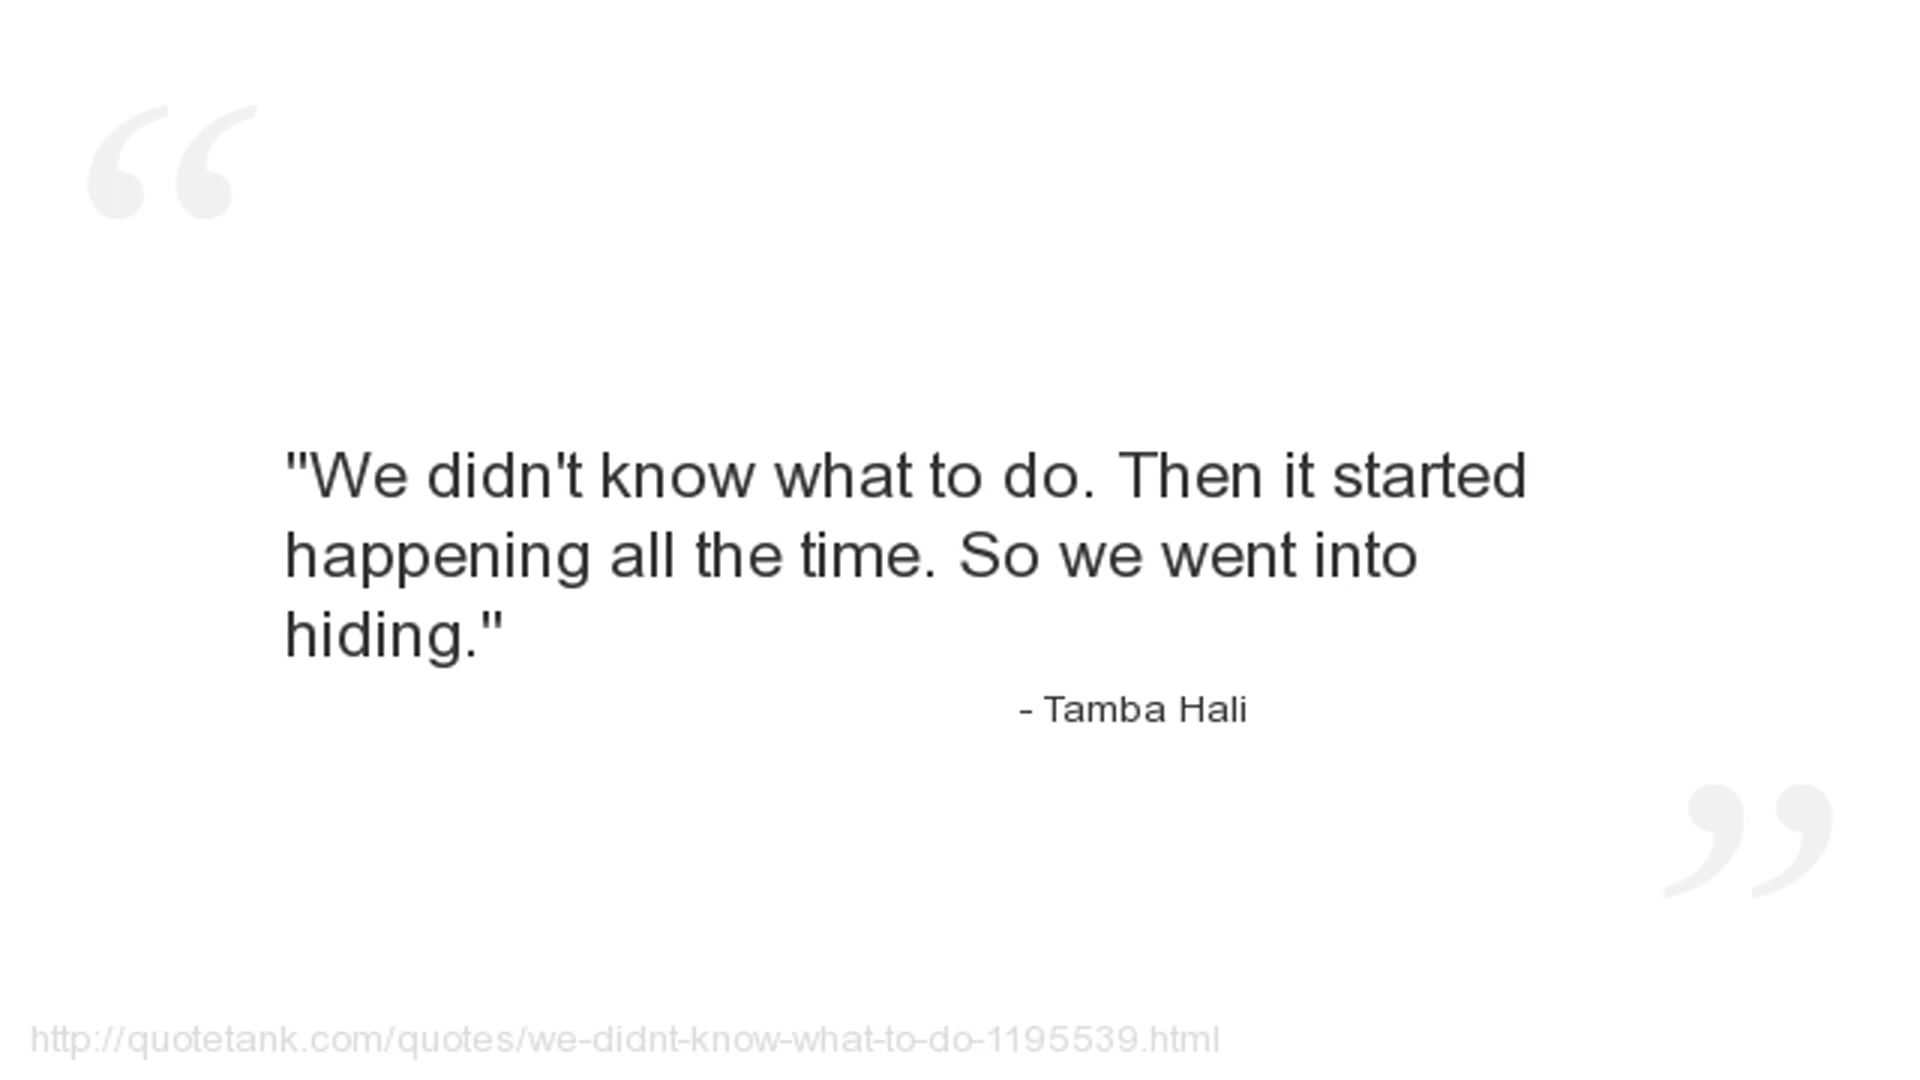 "We didn't know what to do. Then it started
happening all the time. So we went into
hiding."
- Tamba Hali
http://quotetank.com/quotes/we-didnt-know-what-to-do-1195539.html